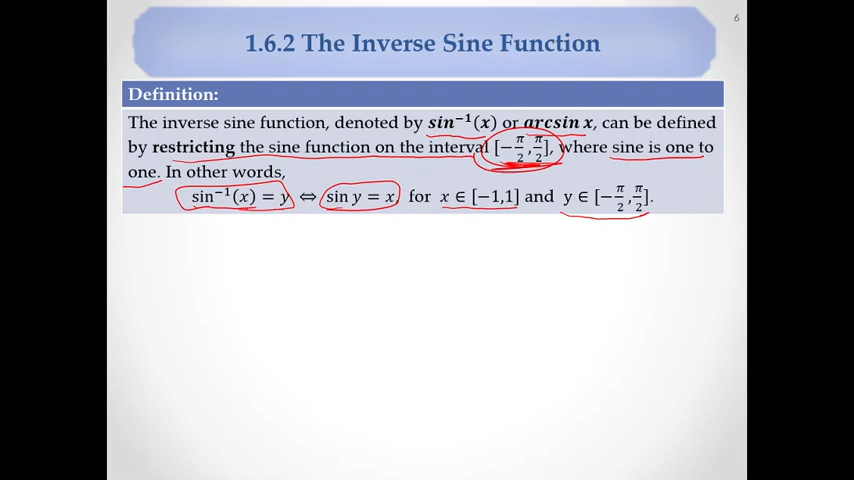 6
1.6.2 The Inverse Sine Function
Definition:
The inverse sine function, denoted by sin⁻¹(x) or arcsin x, can be defined
by restricting the sine function on the interval [−π/2, π/2], where sine is one to
one. In other words,
sin⁻¹(x) = y ⇔ sin y = x, for x ∈ [−1,1] and y ∈ [−π/2, π/2].